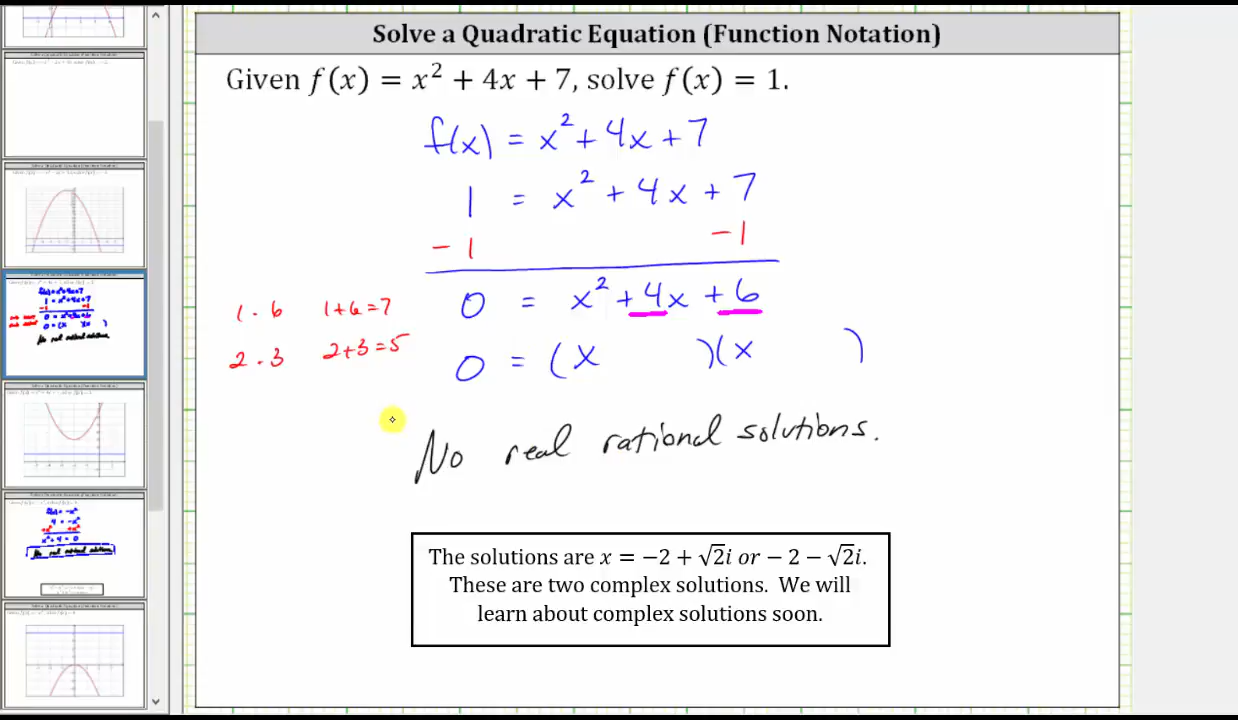 Solve a Quadratic Equation (Function Notation)
Given f(x) = x² + 4x + 7, solve f(x) = 1.
f(x) = x² + 4x + 7
1 = x² + 4x + 7
- 1 - 1
0 = x² + 4x + 6
1 · 6 1+6=7
2 · 3 2+3=5
0 = (x )(x )
No real rational solutions.
The solutions are x = −2 + √2i or − 2 − √2i.
These are two complex solutions. We will
learn about complex solutions soon.